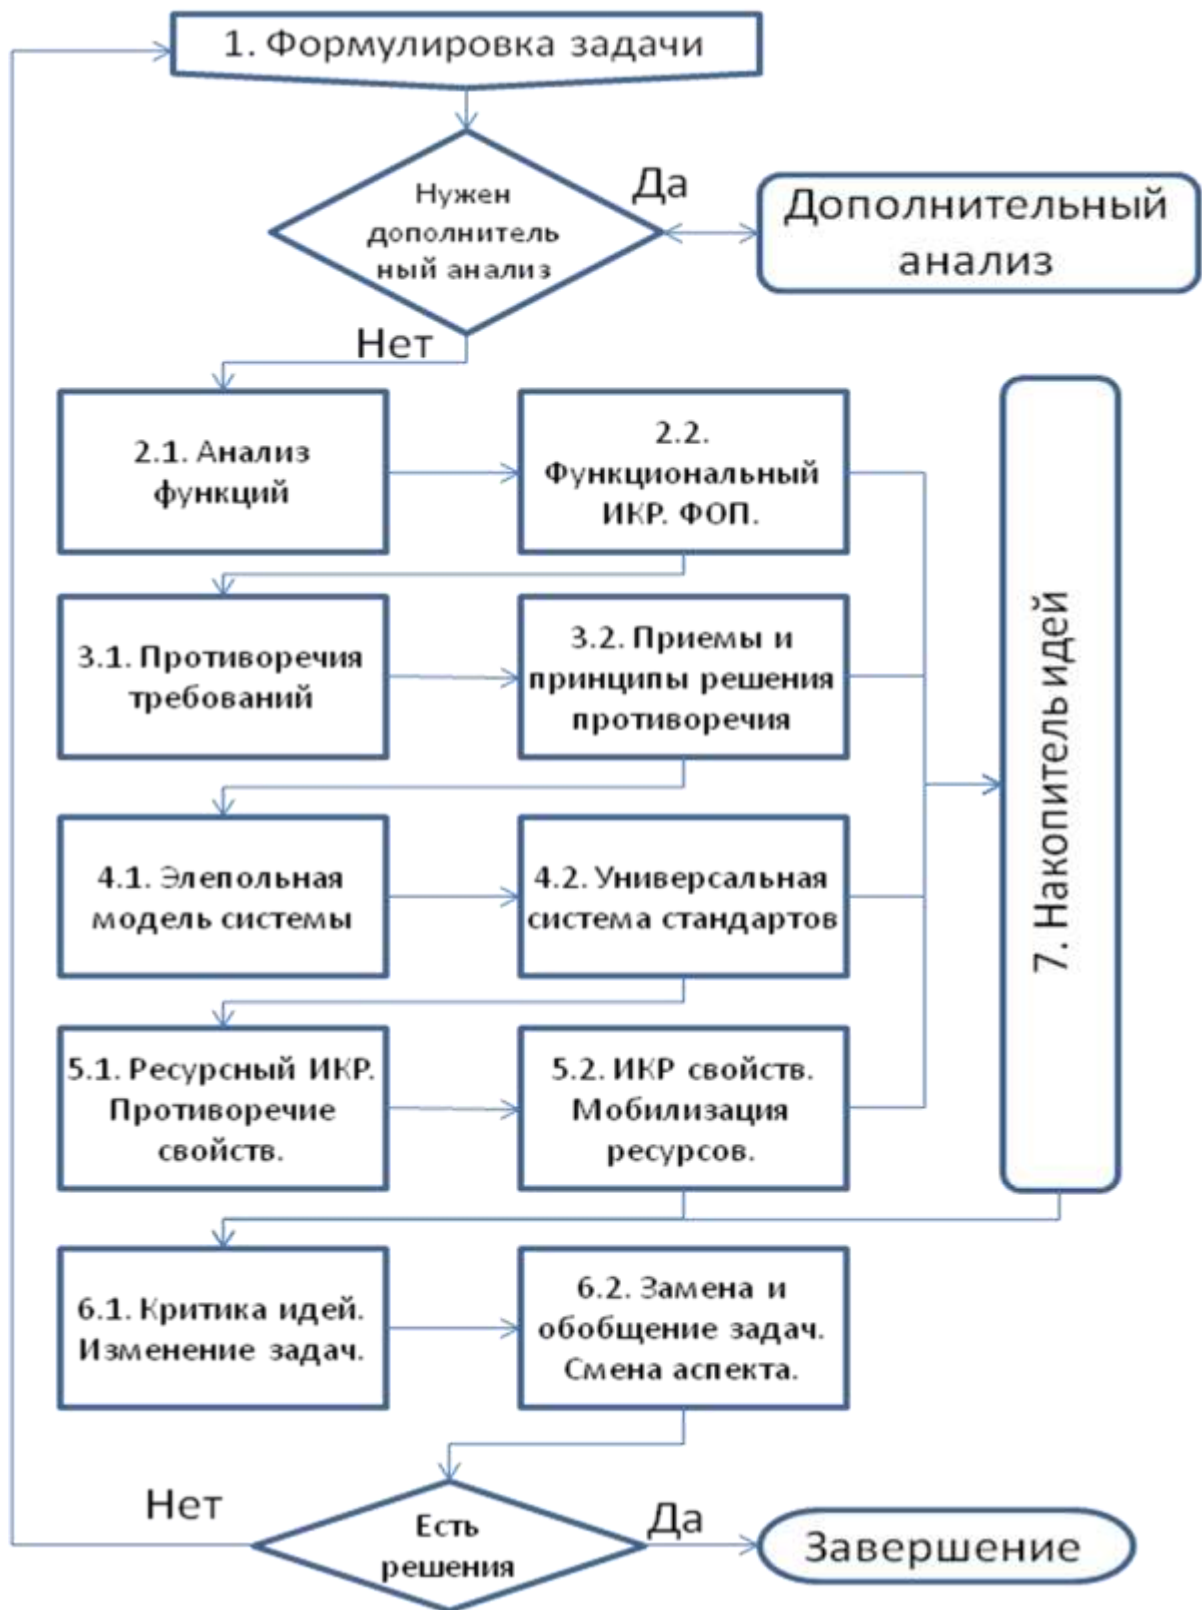 1. Формулировка задачи
Нужен
дополнитель
ный анализ
Да
Дополнительный
анализ
Нет
2.1. Анализ
функций
2.2.
Функциональный
ИКР. ФОП.
3.1. Противоречия
требований
3.2. Приемы и
принципы решения
противоречия
4.1. Элепольная
модель системы
4.2. Универсальная
система стандартов
5.1. Ресурсный ИКР.
Противоречие
свойств.
5.2. ИКР свойств.
Мобилизация
ресурсов.
7. Накопитель идей
6.1. Критика идей.
Изменение задач.
6.2. Замена и
обобщение задач.
Смена аспекта.
Нет
Есть
решения
Да
Завершение